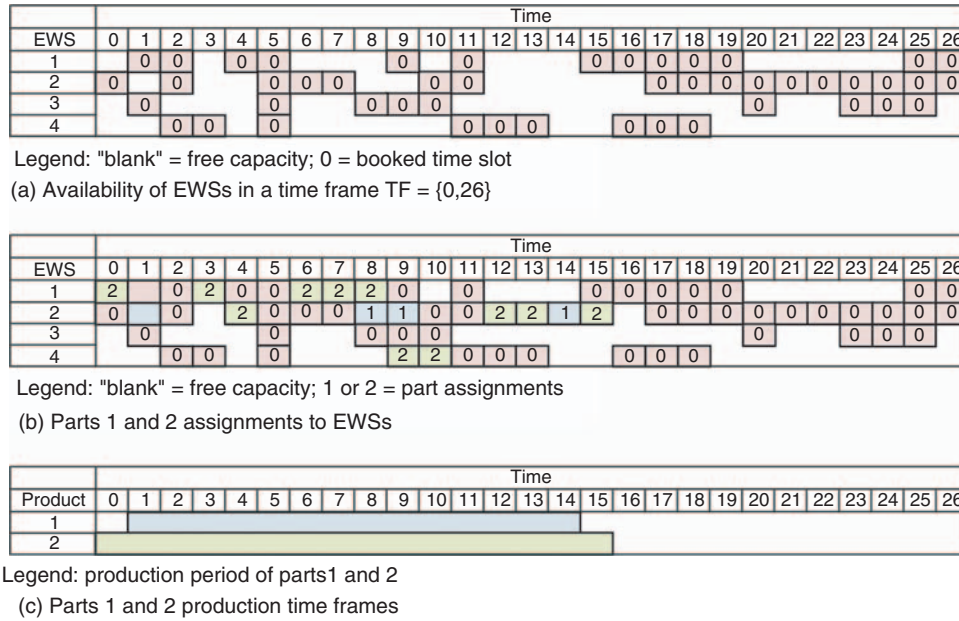 Time
EWS 0 1 2 3 4 5 6 7 8 9 10 11 12 13 14 15 16 17 18 19 20 21 22 23 24 25 26
1 0 0 0 0 0 0 0 0 0 0 0 0 0
2 0 0 0 0 0 0 0 0 0 0 0 0 0 0 0 0 0
3 0 0 0 0 0 0 0 0 0
4 0 0 0 0 0 0 0 0 0
Legend: "blank" = free capacity; 0 = booked time slot
(a) Availability of EWSs in a time frame TF = {0,26}
Time
EWS 0 1 2 3 4 5 6 7 8 9 10 11 12 13 14 15 16 17 18 19 20 21 22 23 24 25 26
1 2 0 2 0 0 2 2 2 0 0 0 0 0 0 0 0 0
2 0 0 2 0 0 0 1 1 0 0 2 2 1 2 0 0 0 0 0 0 0 0 0 0
3 0 0 0 0 0 0 0 0 0
4 0 0 0 2 2 0 0 0 0 0 0
Legend: "blank" = free capacity; 1 or 2 = part assignments
(b) Parts 1 and 2 assignments to EWSs
Time
Product 0 1 2 3 4 5 6 7 8 9 10 11 12 13 14 15 16 17 18 19 20 21 22 23 24 25 26
1
2
Legend: production period of parts1 and 2
(c) Parts 1 and 2 production time frames